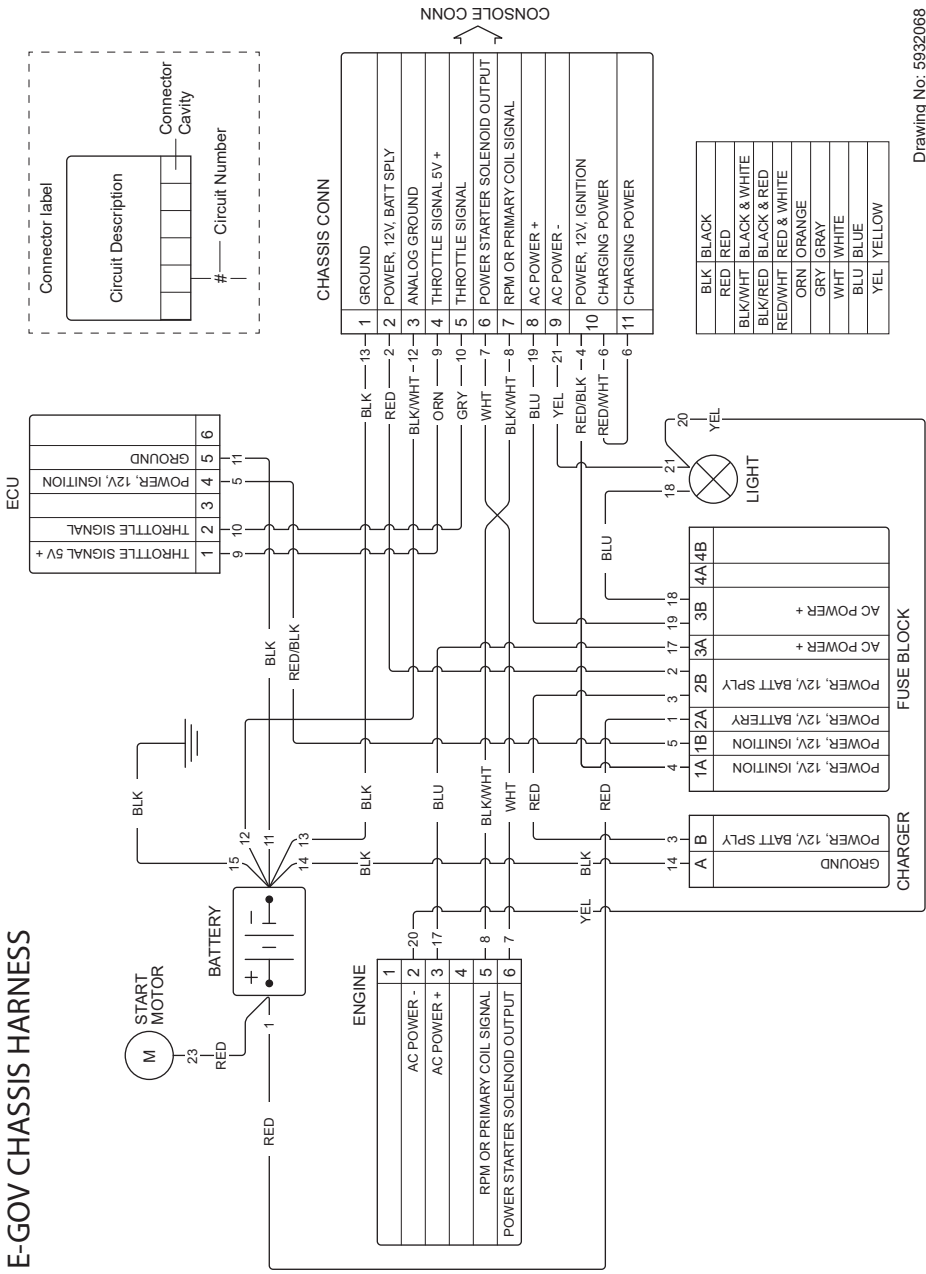 E-GOV CHASSIS HARNESS
Connector label
Circuit Description
Connector
Cavity
#
Circuit Number
ECU
1 THROTTLE SIGNAL 5V +
2 THROTTLE SIGNAL
3
4 POWER, 12V, IGNITION
5 GROUND
6
9
10
5
11
START
MOTOR
M
23
RED
BATTERY
+
-
1
RED
15
12
11
13
14
BLK
BLK
RED/BLK
BLK
BLK
BLU
BLK/WHT
WHT
RED
RED
BLK
YEL
CHASSIS CONN
CONSOLE CONN
BLK 13 1 GROUND
RED 2 2 POWER, 12V, BATT SPLY
BLK/WHT 12 3 ANALOG GROUND
ORN 9 4 THROTTLE SIGNAL 5V +
GRY 10 5 THROTTLE SIGNAL
WHT 7 6 POWER STARTER SOLENOID OUTPUT
BLK/WHT 8 7 RPM OR PRIMARY COIL SIGNAL
BLU 19 8 AC POWER +
YEL 21 9 AC POWER -
RED/BLK 4 POWER, 12V, IGNITION
RED/WHT 6 10 CHARGING POWER
6 11 CHARGING POWER
ENGINE
1
AC POWER - 2 20
AC POWER + 3 17
4
RPM OR PRIMARY COIL SIGNAL 5 8
POWER STARTER SOLENOID OUTPUT 6 7
CHARGER
14 A GROUND
3 B POWER, 12V, BATT SPLY
FUSE BLOCK
4 1A POWER, 12V, IGNITION
5 1B POWER, 12V, IGNITION
1 2A POWER, 12V, BATTERY
3 2 2B POWER, 12V, BATT SPLY
17 3A AC POWER +
19 18 3B AC POWER +
4A
4B
BLU
18
21
LIGHT
20
YEL
BLK BLACK
RED RED
BLK/WHT BLACK & WHITE
BLK/RED BLACK & RED
RED/WHT RED & WHITE
ORN ORANGE
GRY GRAY
WHT WHITE
BLU BLUE
YEL YELLOW
Drawing No: 5932068